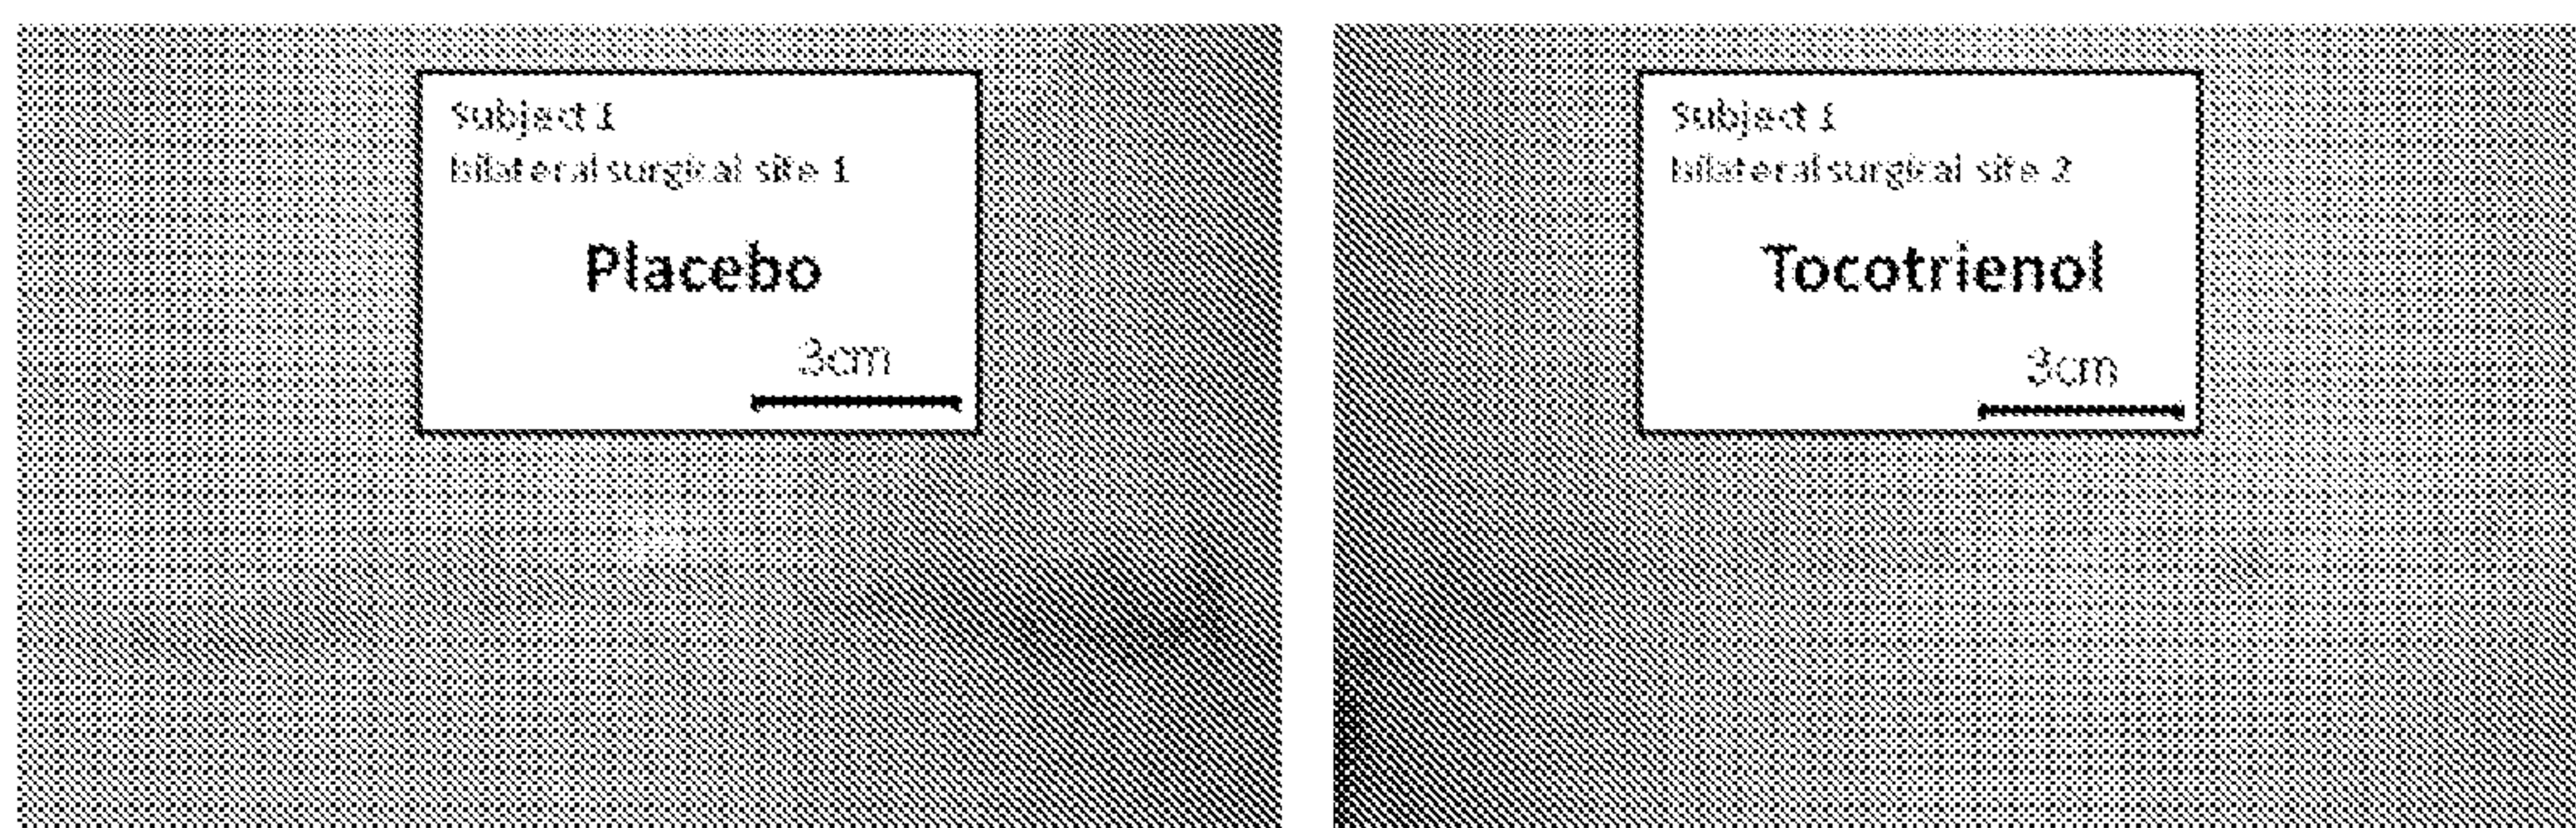 Subject 1
bilateral surgical site 1
Placebo
3cm
Subject 1
bilateral surgical site 2
Tocotrienol
3cm